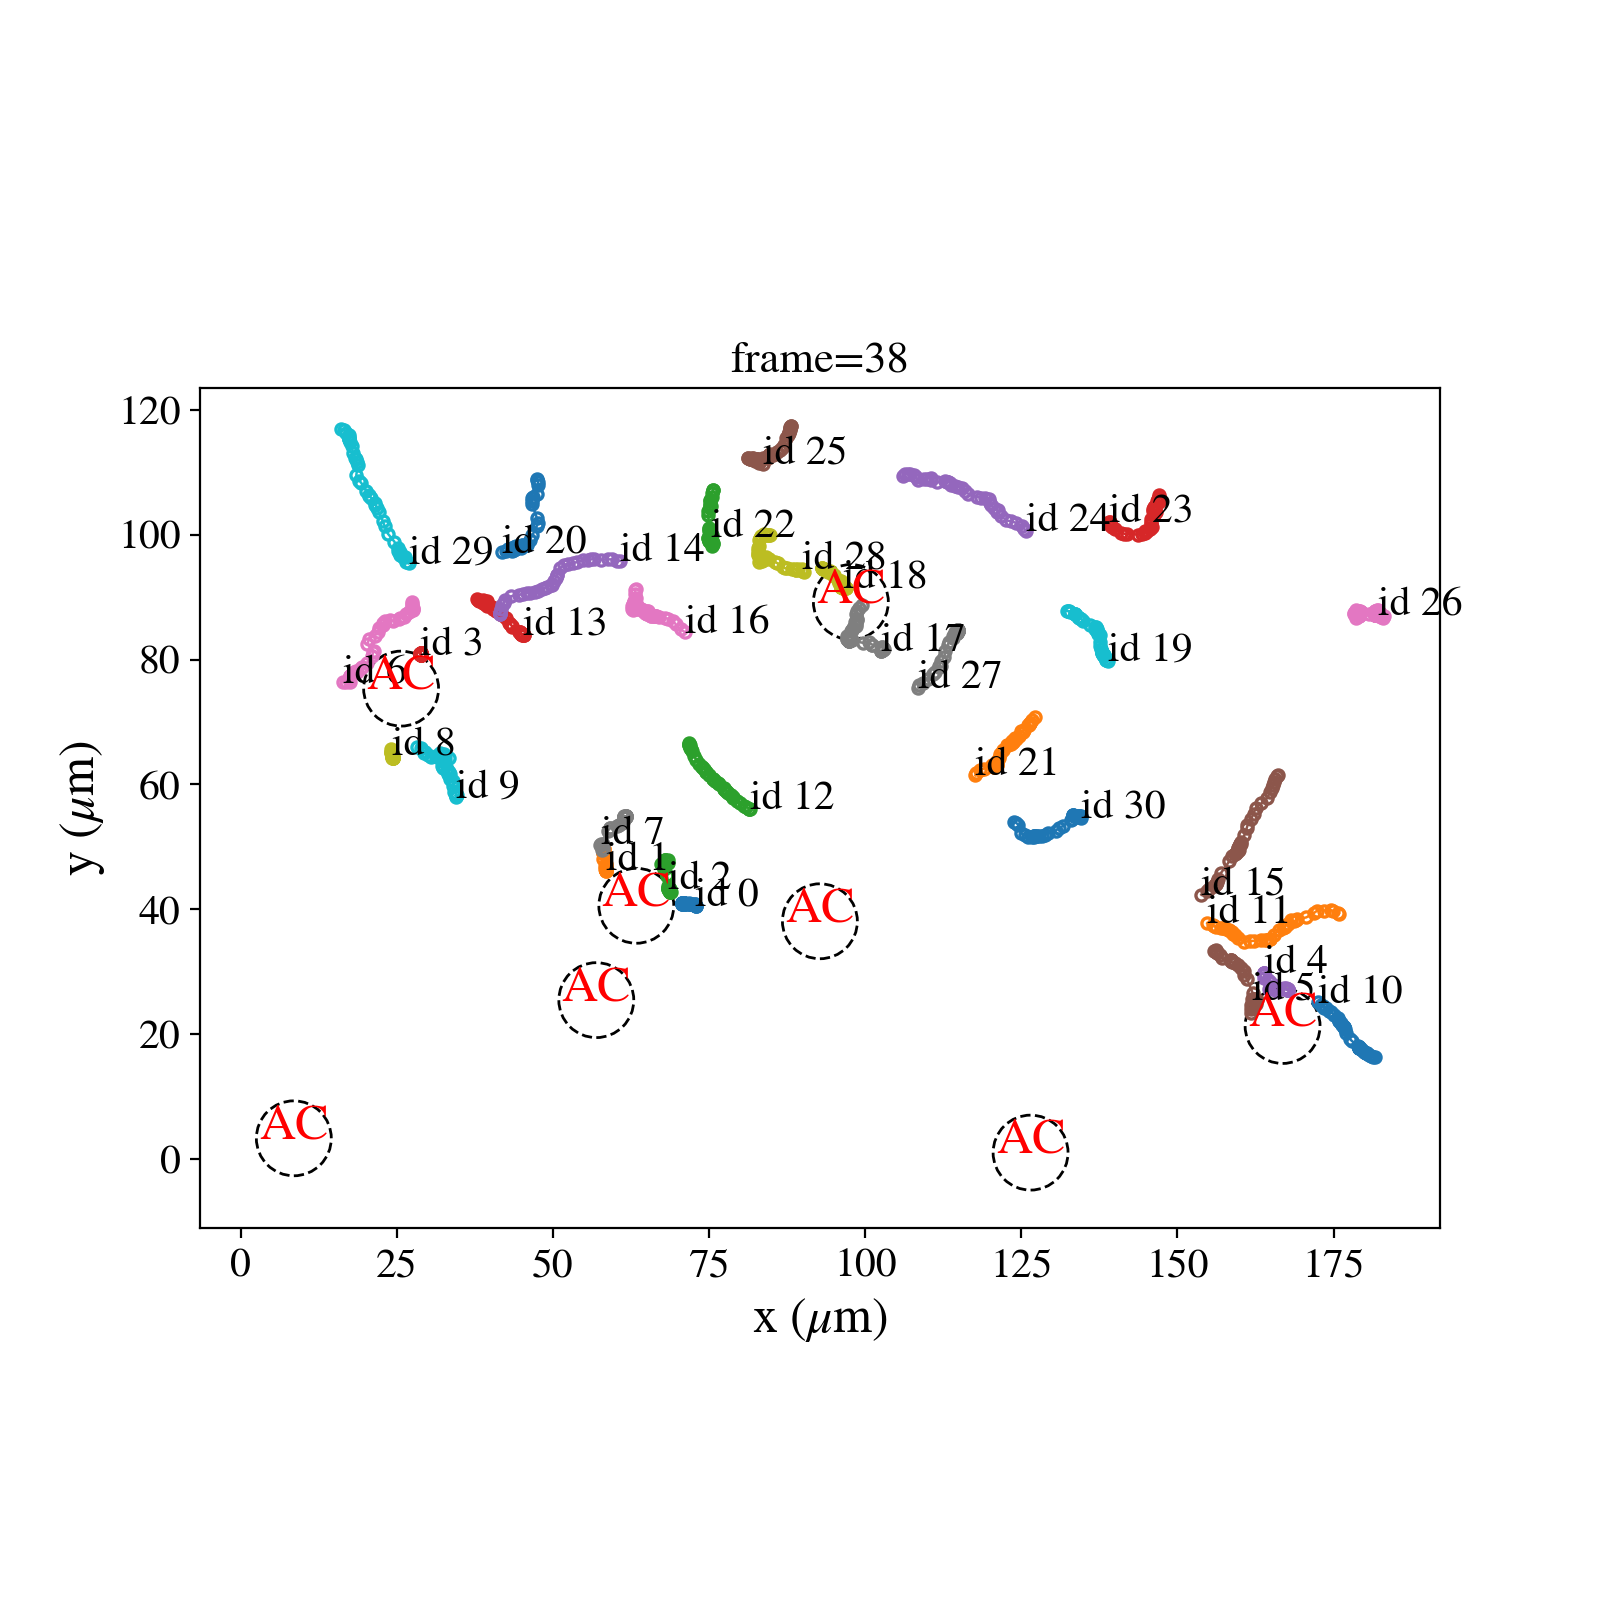 frame=38
120
100
80
60
40
20
0
y (μm)
id 25
id 24
id 23
id 22
id 20
id 29
id 14
id 28
id 18
AC
id 26
id 16
id 13
id 3
id 17
id 19
id 6
AC
id 27
id 8
id 9
id 21
id 12
id 30
id 7
id 1
id 2
id 0
AC
AC
id 15
id 11
id 4
id 5
id 10
AC
AC
AC
AC
0
25
50
75
100
125
150
175
x (μm)